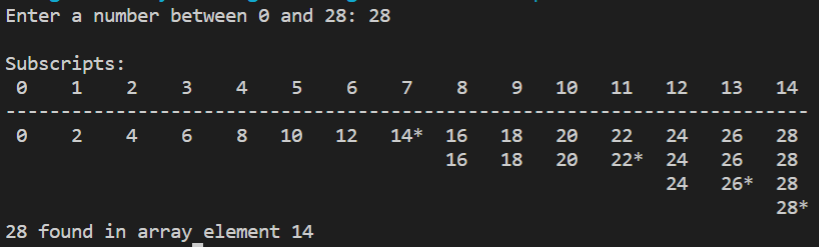 Enter a number between 0 and 28: 28
Subscripts:
0 1 2 3 4 5 6 7 8 9 10 11 12 13 14
--------------------------------------------------------------------------
0 2 4 6 8 10 12 14* 16 18 20 22 24 26 28
16 18 20 22* 24 26 28
24 26* 28
28*
28 found in array element 14